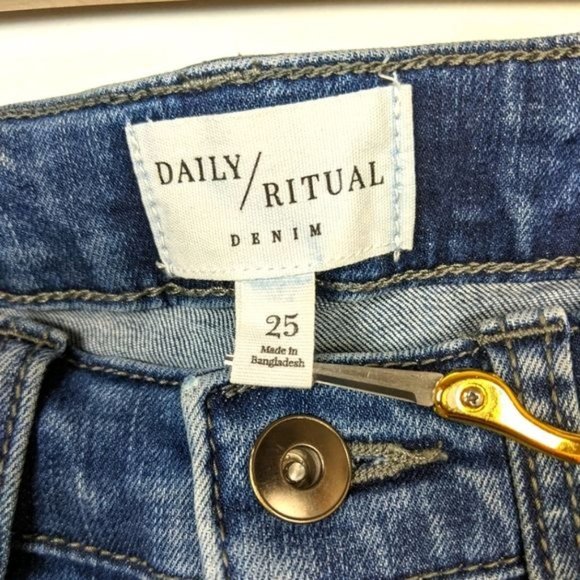 DAILY/RITUAL
DENIM
25
Made in
Bangladesh